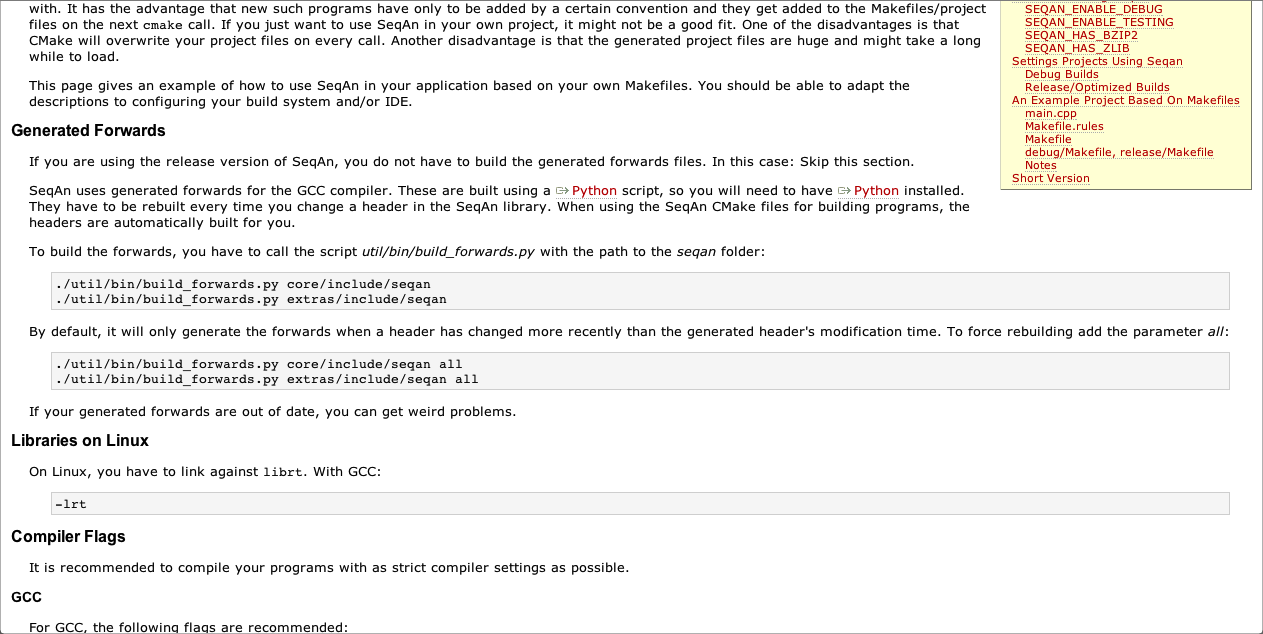 with. It has the advantage that new such programs have only to be added by a certain convention and they get added to the Makefiles/project
files on the next cmake call. If you just want to use SeqAn in your own project, it might not be a good fit. One of the disadvantages is that
CMake will overwrite your project files on every call. Another disadvantage is that the generated project files are huge and might take a long
while to load.
This page gives an example of how to use SeqAn in your application based on your own Makefiles. You should be able to adapt the
descriptions to configuring your build system and/or IDE.
Generated Forwards
If you are using the release version of SeqAn, you do not have to build the generated forwards files. In this case: Skip this section.
SeqAn uses generated forwards for the GCC compiler. These are built using a Python script, so you will need to have Python installed.
They have to be rebuilt every time you change a header in the SeqAn library. When using the SeqAn CMake files for building programs, the
headers are automatically built for you.
To build the forwards, you have to call the script util/bin/build_forwards.py with the path to the seqan folder:
./util/bin/build_forwards.py core/include/seqan
./util/bin/build_forwards.py extras/include/seqan
By default, it will only generate the forwards when a header has changed more recently than the generated header's modification time. To force rebuilding add the parameter all:
./util/bin/build_forwards.py core/include/seqan all
./util/bin/build_forwards.py extras/include/seqan all
If your generated forwards are out of date, you can get weird problems.
Libraries on Linux
On Linux, you have to link against librt. With GCC:
-lrt
Compiler Flags
It is recommended to compile your programs with as strict compiler settings as possible.
GCC
For GCC, the following flags are recommended:
SEQAN_ENABLE_DEBUG
SEQAN_ENABLE_TESTING
SEQAN_HAS_BZIP2
SEQAN_HAS_ZLIB
Settings Projects Using Seqan
Debug Builds
Release/Optimized Builds
An Example Project Based On Makefiles
main.cpp
Makefile.rules
Makefile
debug/Makefile, release/Makefile
Notes
Short Version